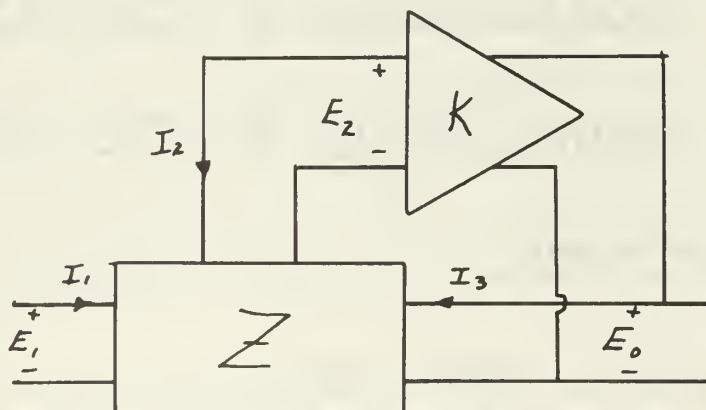 +
K
E₂
-
I₂
I₁
I₃
+
+
E₁
Z
E₀
-
-